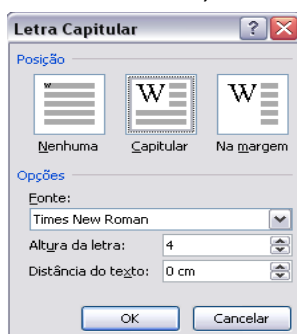 Letra Capitular
Posição
W W W
Nenhuma Capitular Na margem
Opções
Fonte:
Times New Roman
Altura da letra: 4
Distância do texto: 0 cm
OK Cancelar